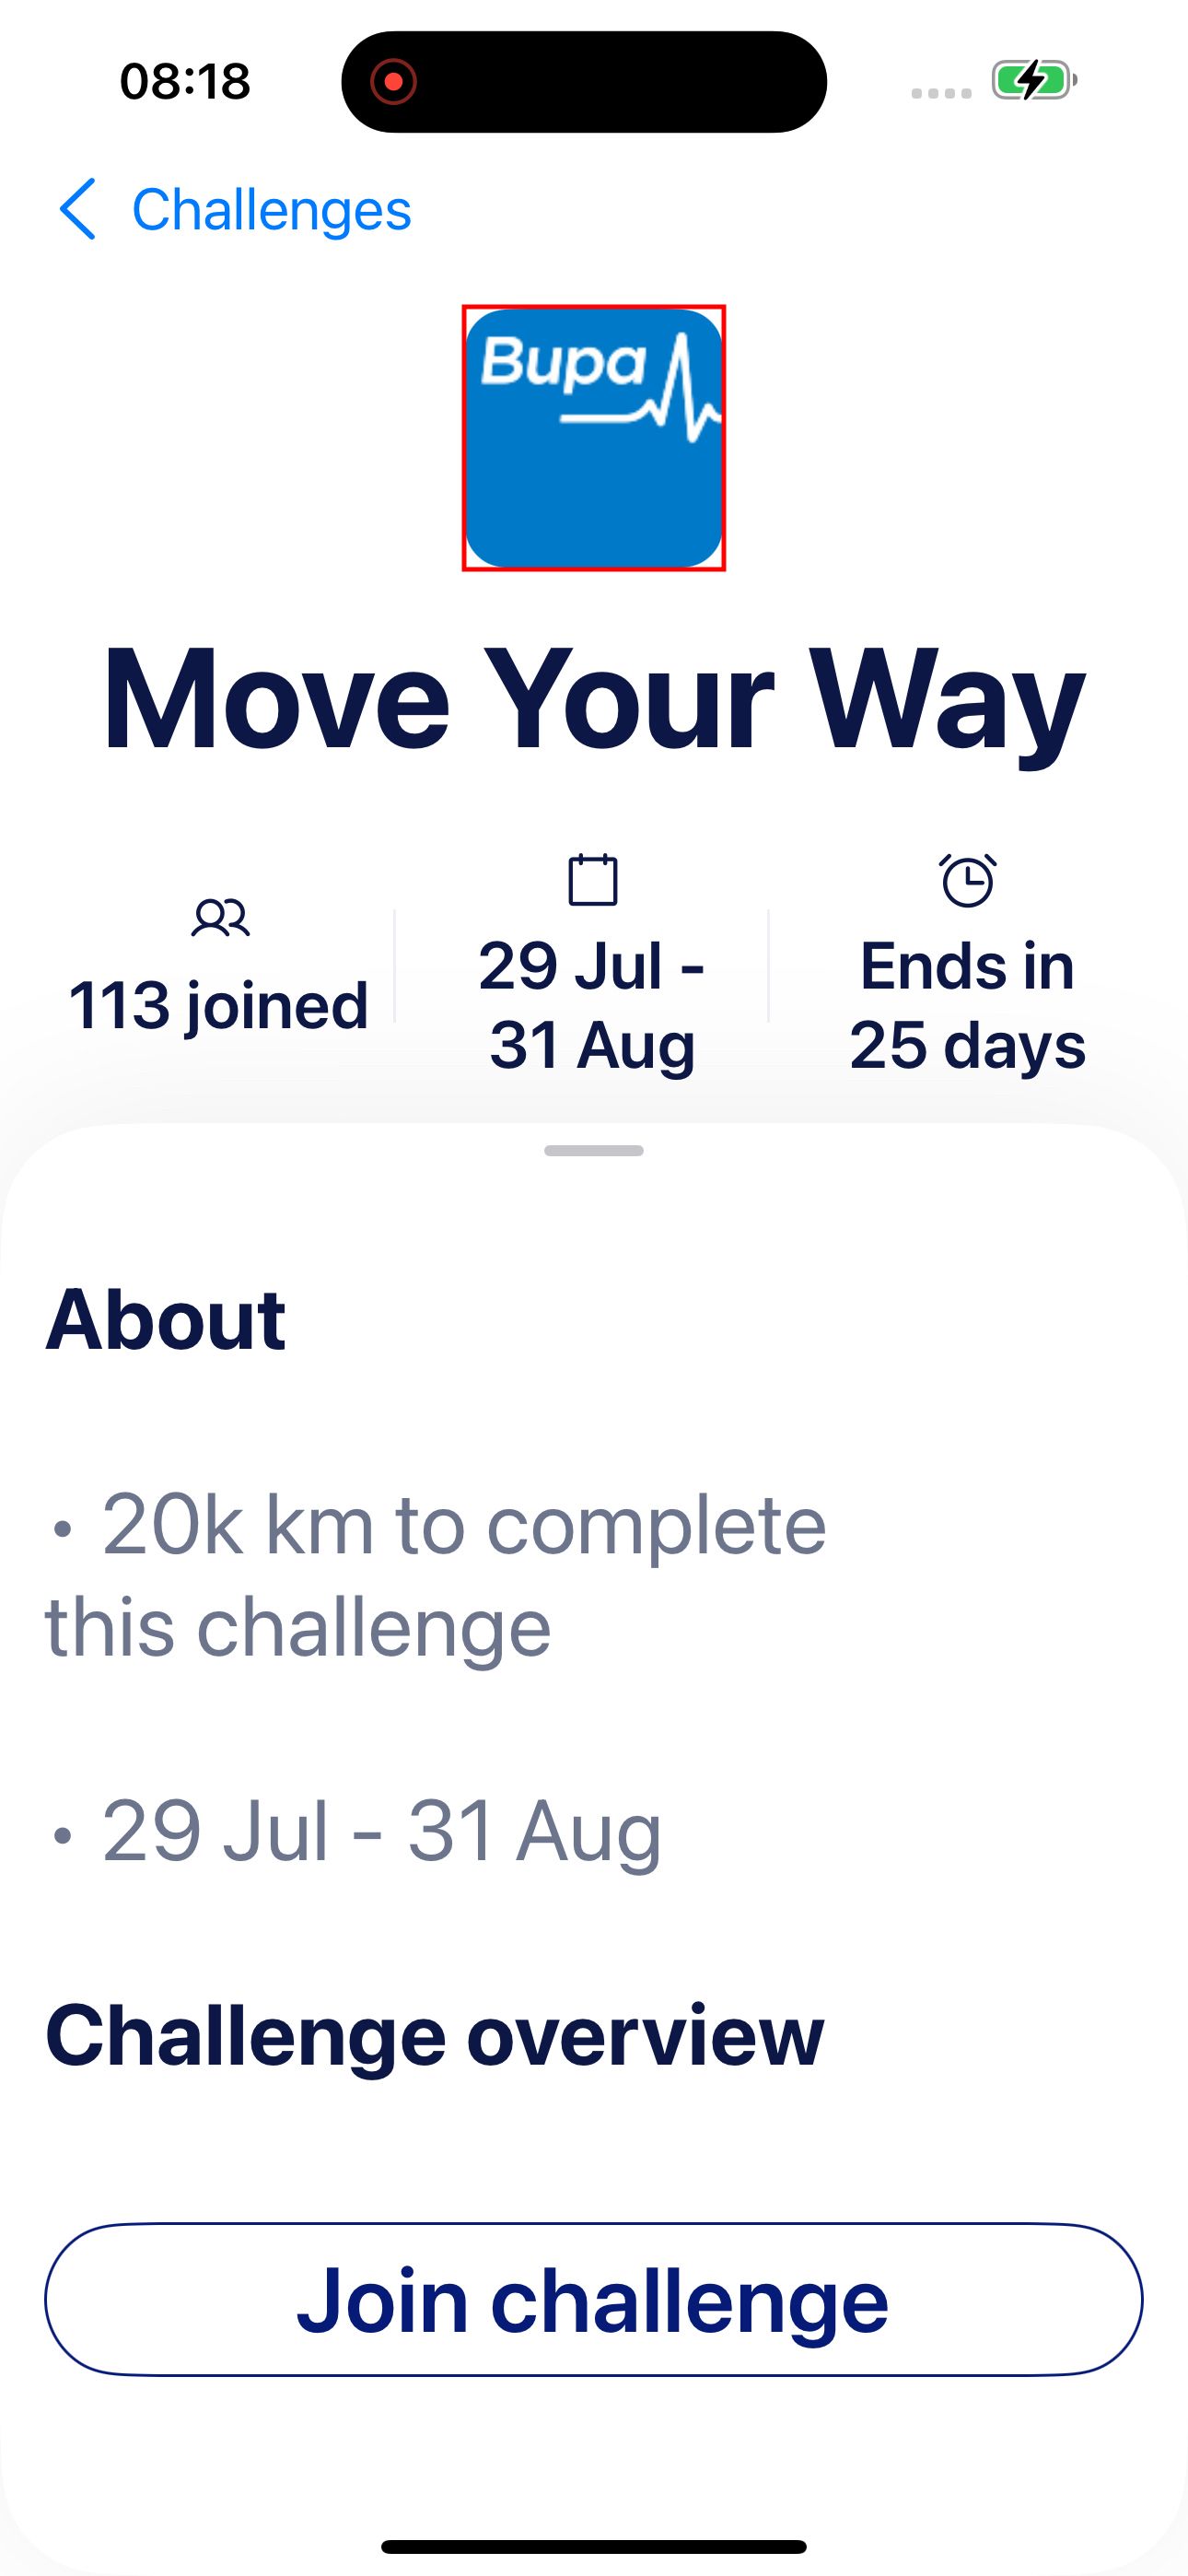 08:18
Challenges
Bupa
Move Your Way
113 joined
29 Jul -
31 Aug
Ends in
25 days
About
• 20k km to complete
this challenge
• 29 Jul - 31 Aug
Challenge overview
Join challenge